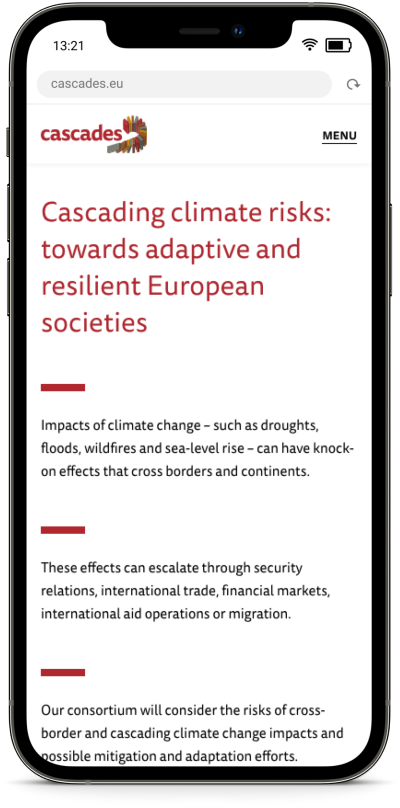 13:21
cascades.eu
cascades
MENU
Cascading climate risks:
towards adaptive and
resilient European
societies
Impacts of climate change – such as droughts,
floods, wildfires and sea-level rise – can have knock-
on effects that cross borders and continents.
These effects can escalate through security
relations, international trade, financial markets,
international aid operations or migration.
Our consortium will consider the risks of cross-
border and cascading climate change impacts and
possible mitigation and adaptation efforts.